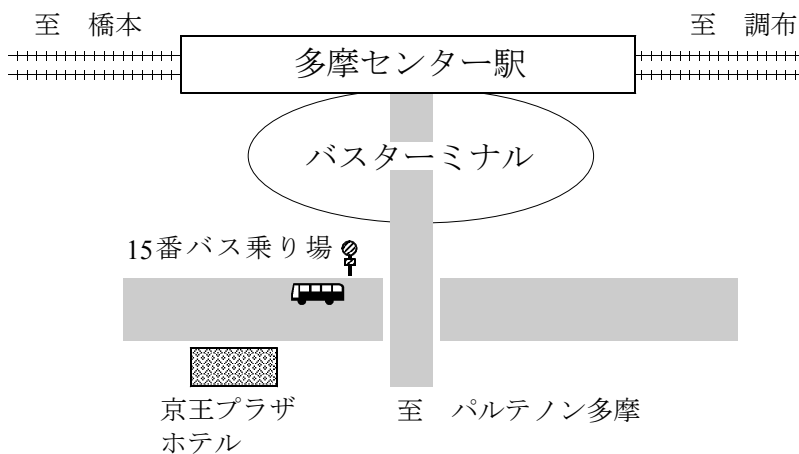 至　橋本
至　調布
多摩センター駅
バスターミナル
15番バス乗り場
京王プラザ
ホテル
至　パルテノン多摩